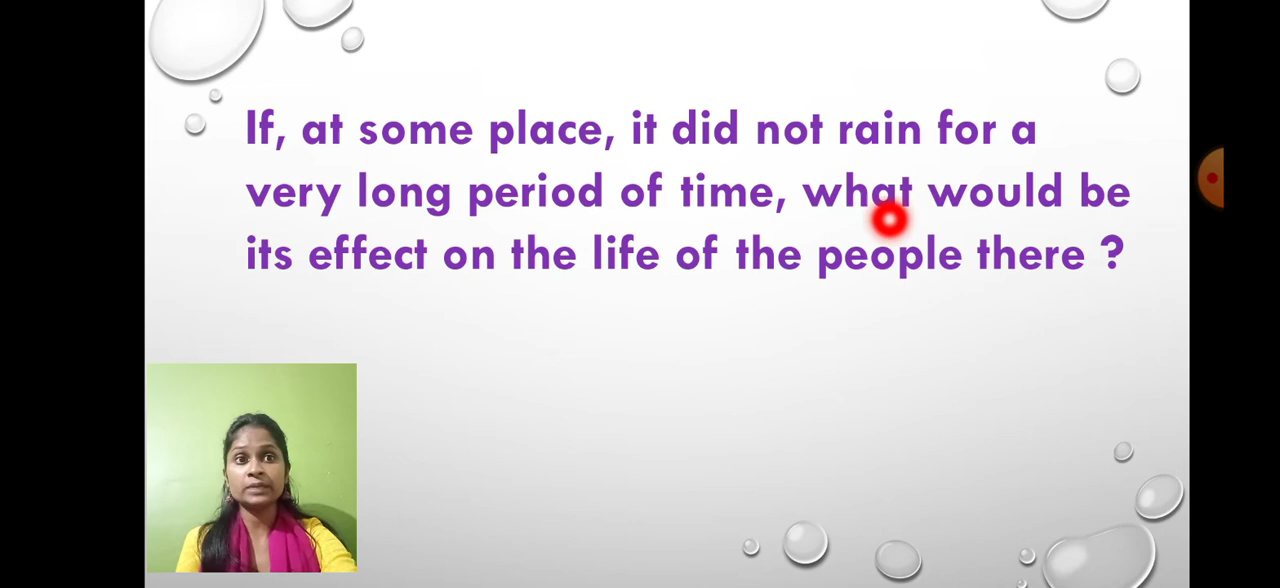 If, at some place, it did not rain for a
very long period of time, what would be
its effect on the life of the people there ?